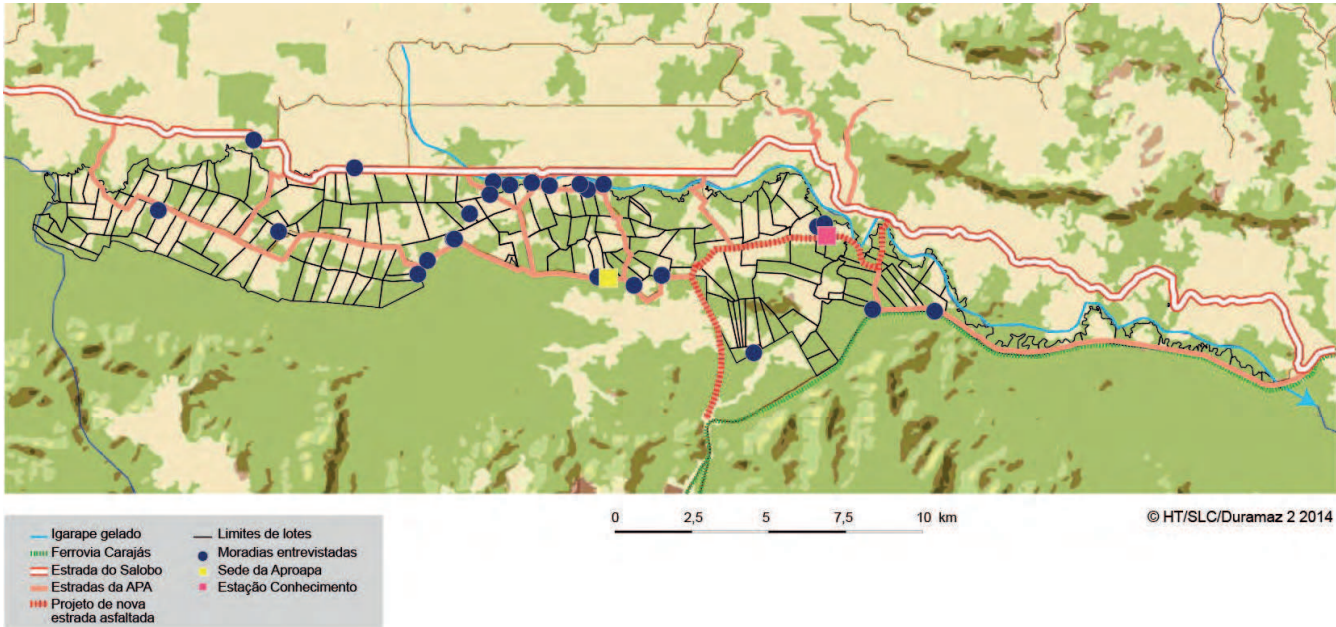 0 2,5 5 7,5 10 km
© HT/SLC/Duramaz 2 2014
Igarape gelado
Ferrovia Carajás
Estrada do Salobo
Estradas da APA
Projeto de nova
estrada asfaltada
Limites de lotes
Moradias entrevistadas
Sede da Aproapa
Estação Conhecimento